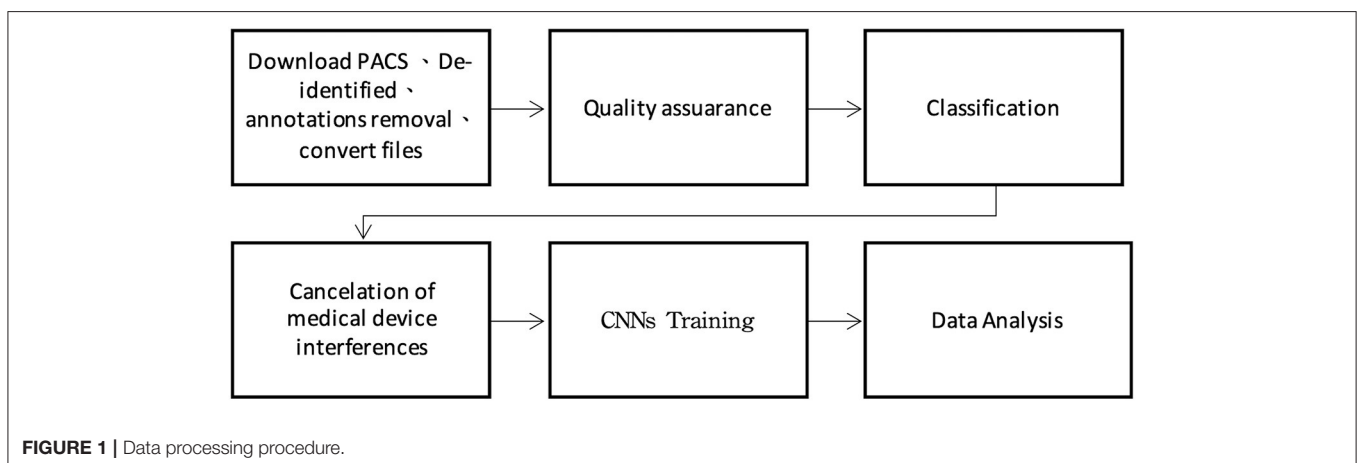 Download PACS 、 De-
identified、
annotations removal、
convert files
Quality assuarance
Classification
Cancelation of
medical device
interferences
CNNs Training
Data Analysis
FIGURE 1 | Data processing procedure.